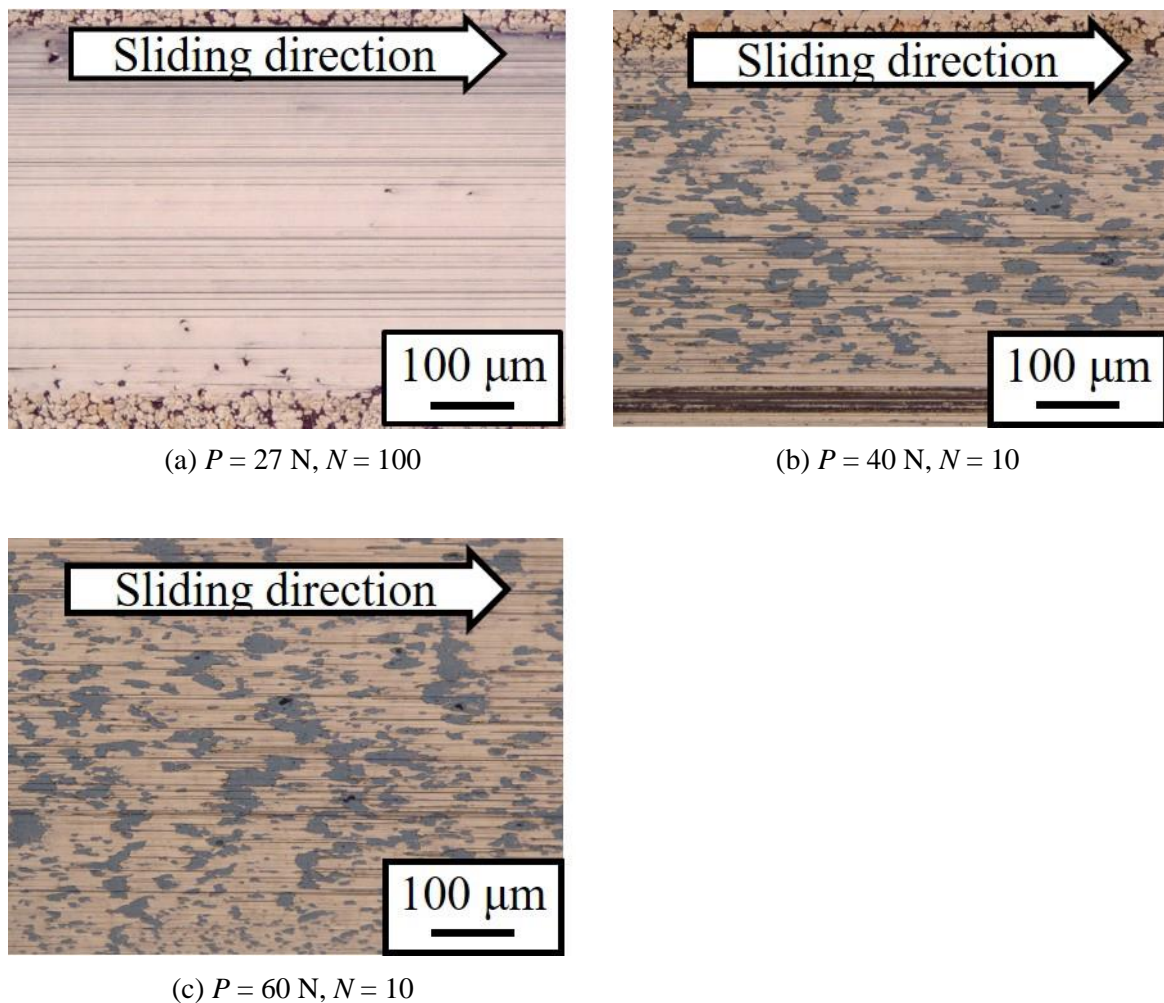 Sliding direction
Sliding direction
100 μm
100 μm
(a) P = 27 N, N = 100
(b) P = 40 N, N = 10
Sliding direction
100 μm
(c) P = 60 N, N = 10